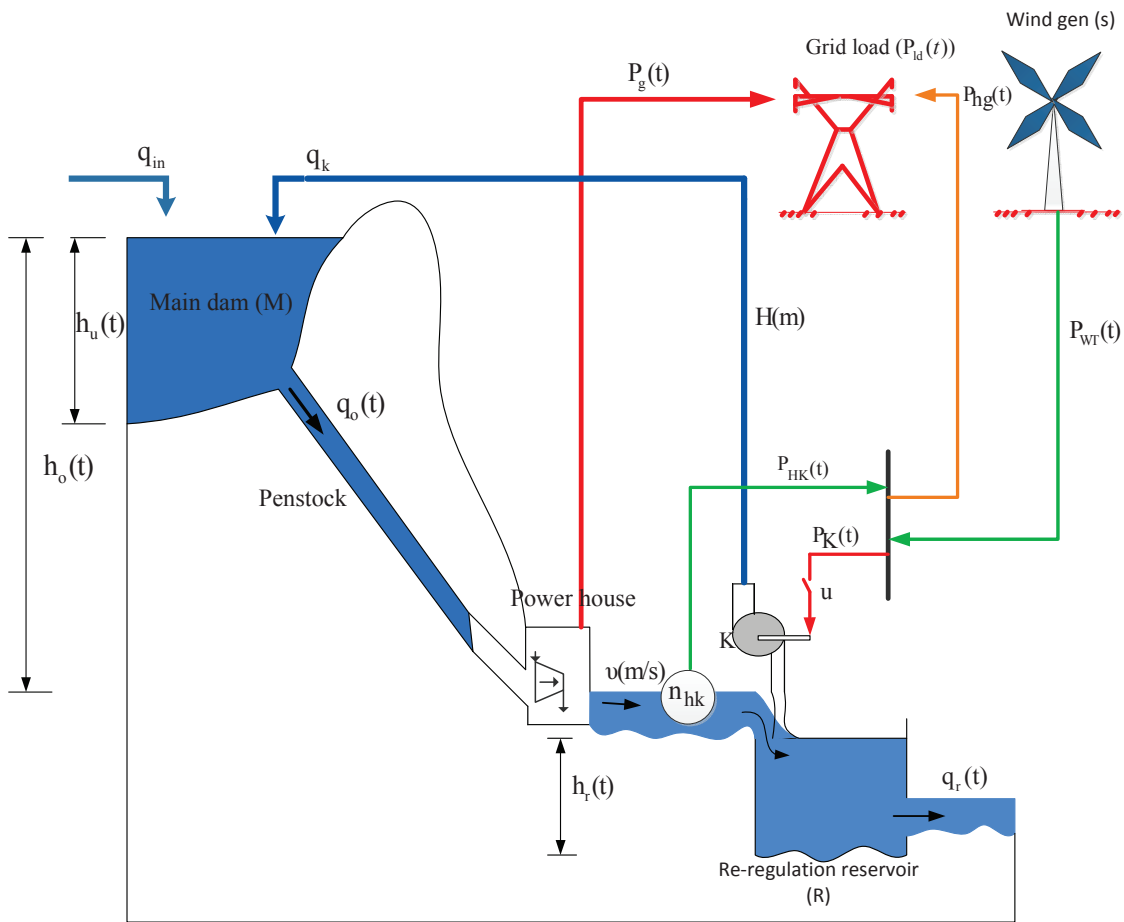 Wind gen (s)
Grid load (P_ld(t))
P_g(t)
P_hg(t)
q_in
q_k
Main dam (M)
h_u(t)
H(m)
P_WT(t)
q_o(t)
h_o(t)
P_HK(t)
Penstock
P_K(t)
u
Power house
K
υ(m/s)
n_hk
h_r(t)
q_r(t)
Re-regulation reservoir
(R)